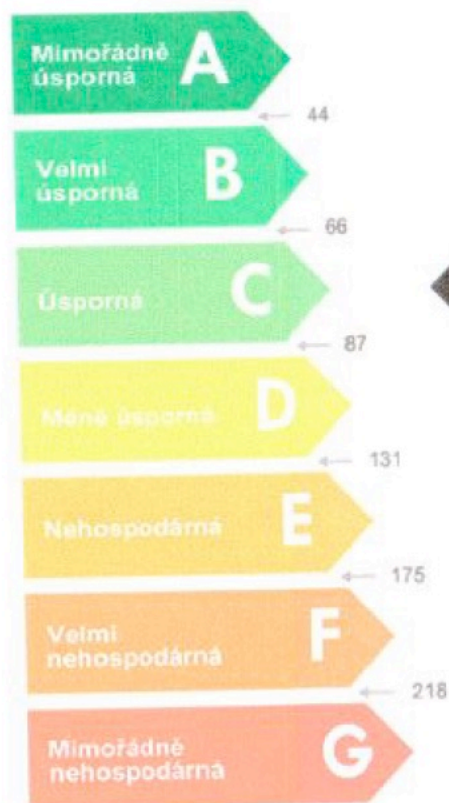 Mimořádně
úsporná
A
44
Velmi
úsporná
B
66
Úsporná
C
87
Méně úsporná
D
131
Nehospodárná
E
175
Velmi
nehospodárná
F
218
Mimořádně
nehospodárná
G